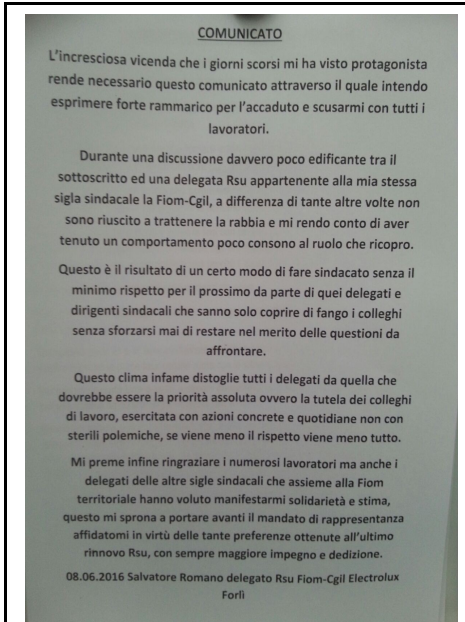 COMUNICATO
L'incresciosa vicenda che i giorni scorsi mi ha visto protagonista
rende necessario questo comunicato attraverso il quale intendo
esprimere forte rammarico per l'accaduto e scusarmi con tutti i
lavoratori.
Durante una discussione davvero poco edificante tra il
sottoscritto ed una delegata Rsu appartenente alla mia stessa
sigla sindacale la Fiom-Cgil, a differenza di tante altre volte non
sono riuscito a trattenere la rabbia e mi rendo conto di aver
tenuto un comportamento poco consono al ruolo che ricopro.
Questo è il risultato di un certo modo di fare sindacato senza il
minimo rispetto per il prossimo da parte di quei delegati e
dirigenti sindacali che sanno solo coprire di fango i colleghi
senza sforzarsi mai di restare nel merito delle questioni da
affrontare.
Questo clima infame distoglie tutti i delegati da quella che
dovrebbe essere la priorità assoluta ovvero la tutela dei colleghi
di lavoro, esercitata con azioni concrete e quotidiane non con
sterili polemiche, se viene meno il rispetto viene meno tutto.
Mi preme infine ringraziare i numerosi lavoratori ma anche i
delegati delle altre sigle sindacali che assieme alla Fiom
territoriale hanno voluto manifestarmi solidarietà e stima,
questo mi sprona a portare avanti il mandato di rappresentanza
affidatomi in virtù delle tante preferenze ottenute all'ultimo
rinnovo Rsu, con sempre maggiore impegno e dedizione.
08.06.2016 Salvatore Romano delegato Rsu Fiom-Cgil Electrolux
Forlì